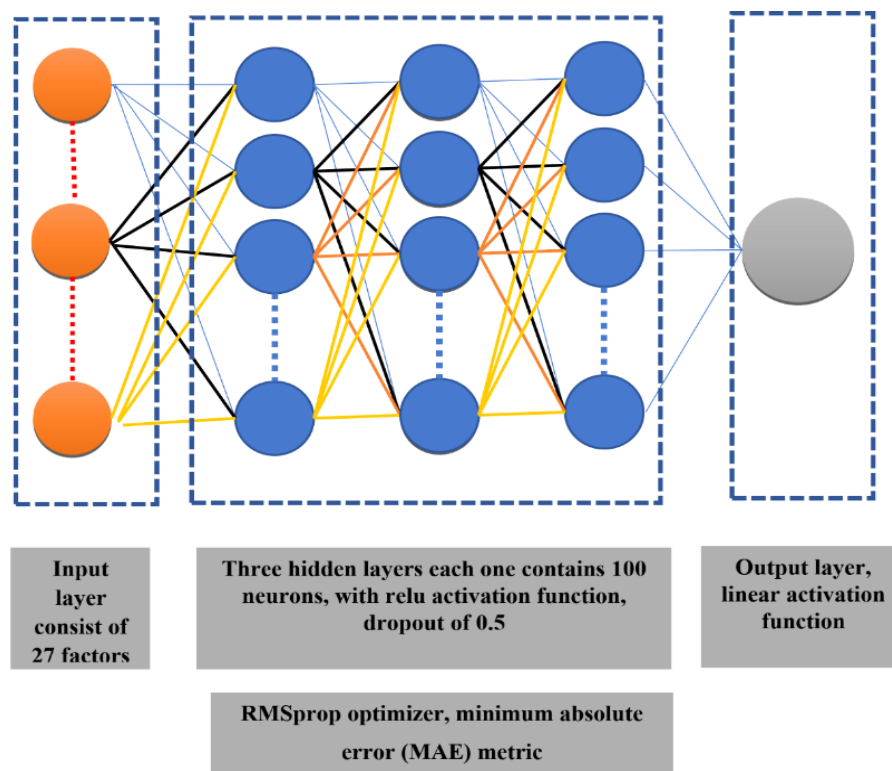 Input
layer
consist of
27 factors
Three hidden layers each one contains 100
neurons, with relu activation function,
dropout of 0.5
Output layer,
linear activation
function
RMSprop optimizer, minimum absolute
error (MAE) metric